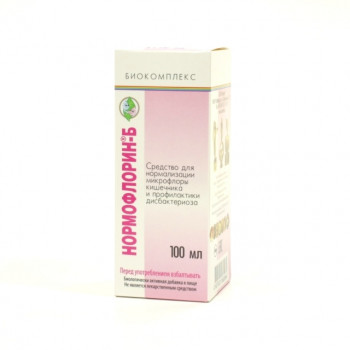 БИОКОМПЛЕКС
НОРМОФЛОРИН®-Б
Средство для
нормализации
микрофлоры
кишечника
и профилактики
дисбактериоза
100 мл
Перед употреблением взбалтывать
Биологически активная добавка к пище
Не является лекарственным средством